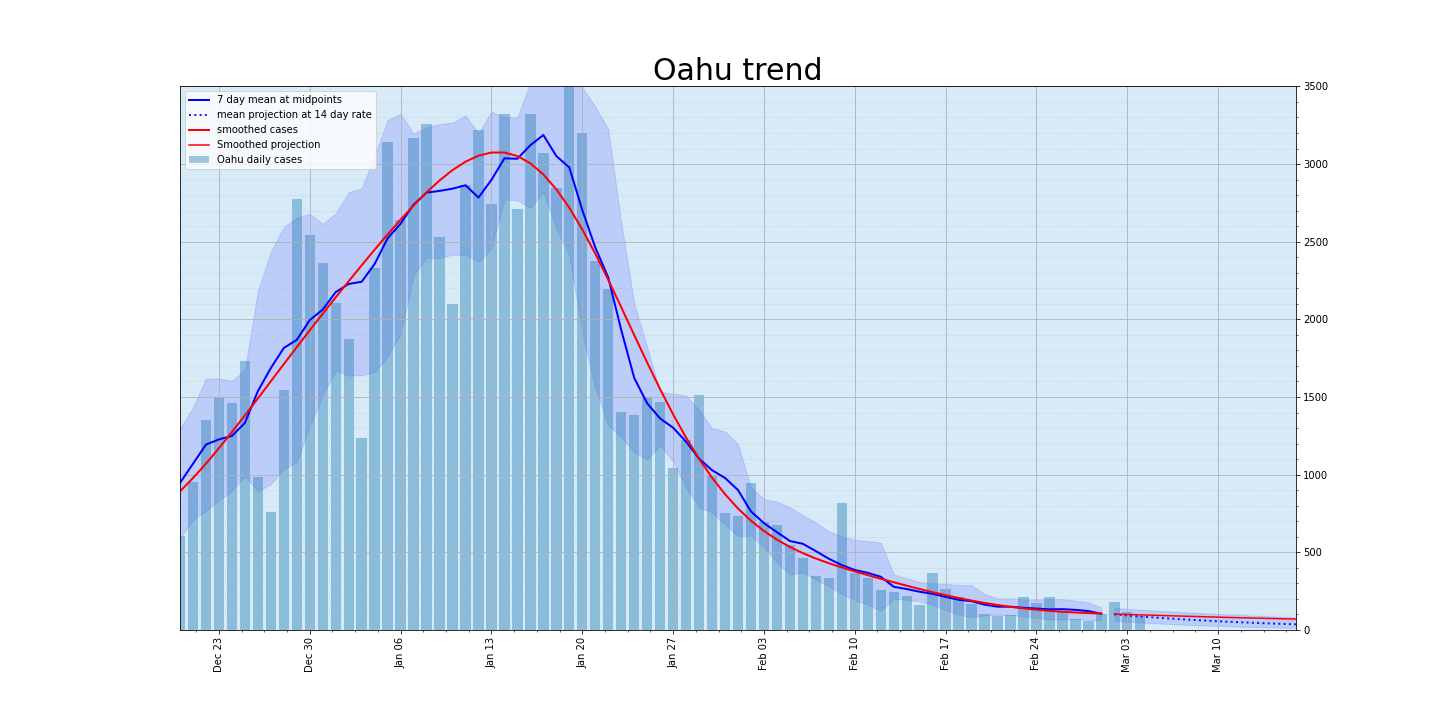 Oahu trend
7 day mean at midpoints
mean projection at 14 day rate
smoothed cases
Smoothed projection
Oahu daily cases
3500
3000
2500
2000
1500
1000
500
0
Dec 23
Dec 30
Jan 06
Jan 13
Jan 20
Jan 27
Feb 03
Feb 10
Feb 17
Feb 24
Mar 03
Mar 10